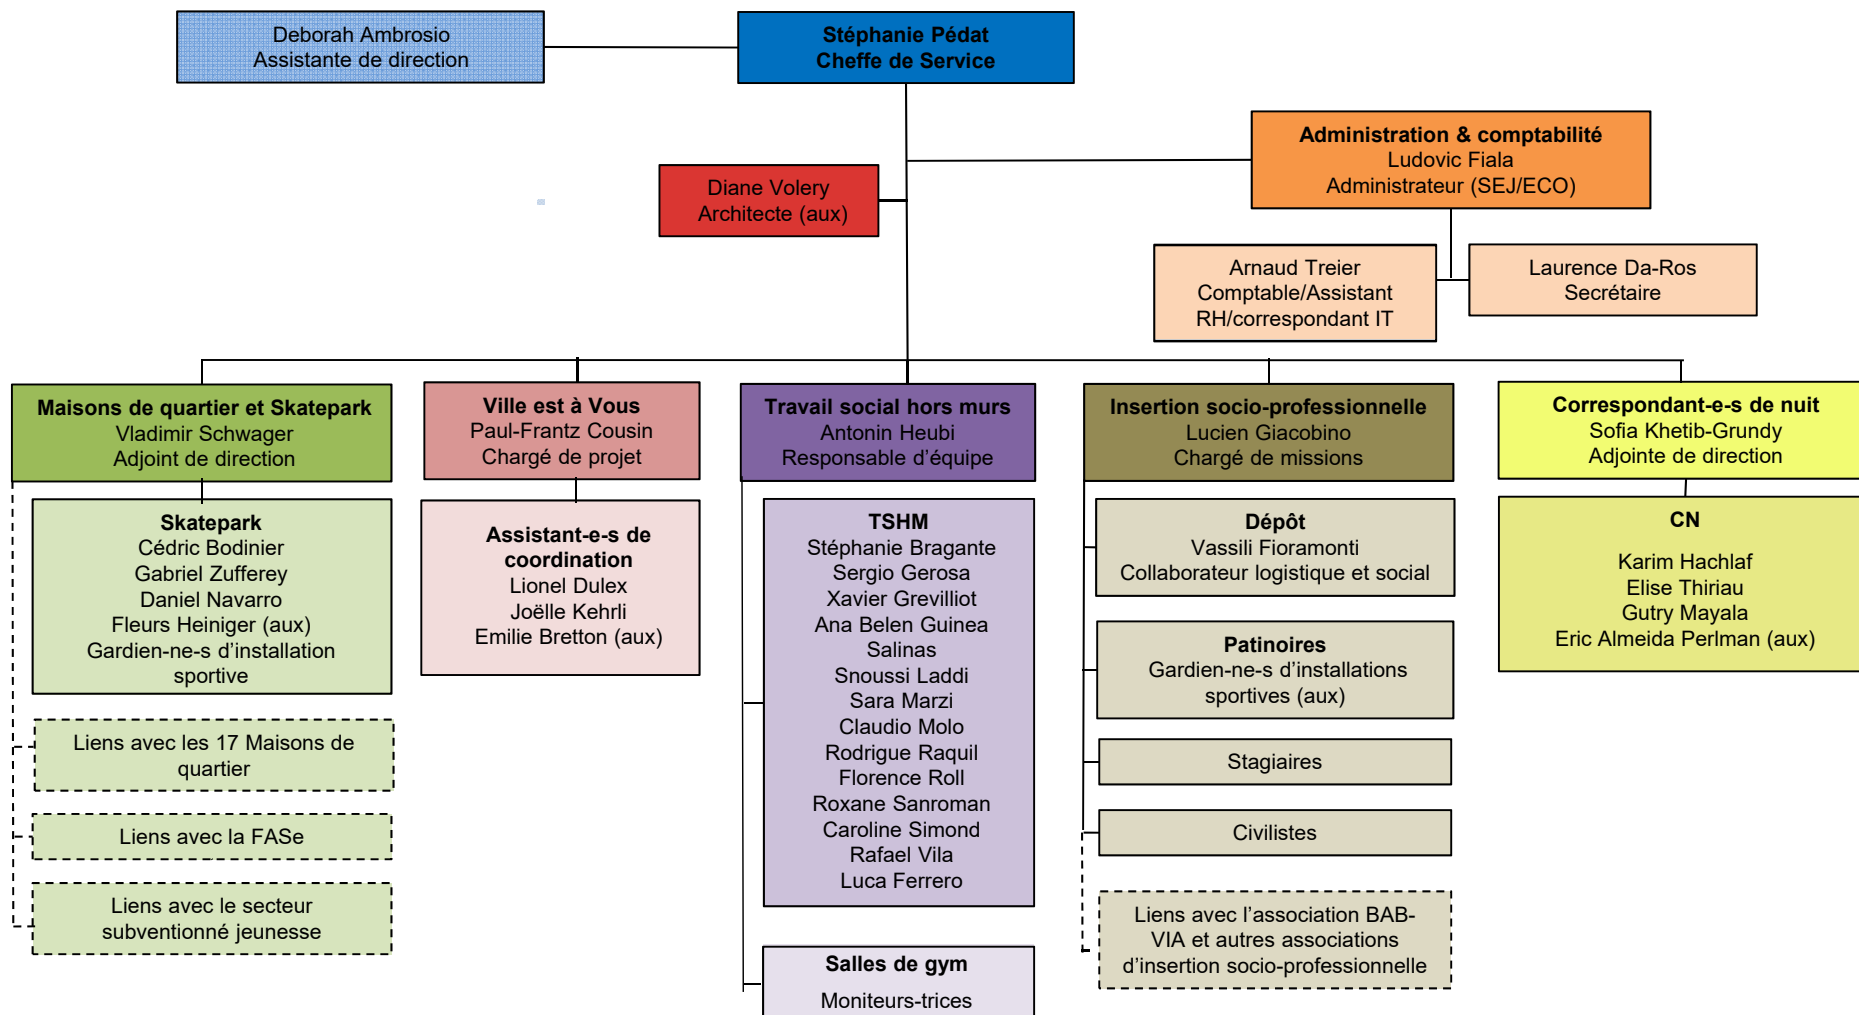 Deborah Ambrosio
Assistante de direction
Stéphanie Pédat
Cheffe de Service
Administration & comptabilité
Ludovic Fiala
Administrateur (SEJ/ECO)
Diane Volery
Architecte (aux)
Arnaud Treier
Comptable/Assistant
RH/correspondant IT
Laurence Da-Ros
Secrétaire
Maisons de quartier et Skatepark
Vladimir Schwager
Adjoint de direction
Ville est à Vous
Paul-Frantz Cousin
Chargé de projet
Travail social hors murs
Antonin Heubi
Responsable d’équipe
Insertion socio-professionnelle
Lucien Giacobino
Chargé de missions
Correspondant-e-s de nuit
Sofia Khetib-Grundy
Adjointe de direction
Skatepark
Cédric Bodinier
Gabriel Zufferey
Daniel Navarro
Fleurs Heiniger (aux)
Gardien-ne-s d’installation
sportive
Liens avec les 17 Maisons de
quartier
Liens avec la FASe
Liens avec le secteur
subventionné jeunesse
Assistant-e-s de
coordination
Lionel Dulex
Joëlle Kehrli
Emilie Bretton (aux)
TSHM
Stéphanie Bragante
Sergio Gerosa
Xavier Grevilliot
Ana Belen Guinea
Salinas
Snoussi Laddi
Sara Marzi
Claudio Molo
Rodrigue Raquil
Florence Roll
Roxane Sanroman
Caroline Simond
Rafael Vila
Luca Ferrero
Salles de gym
Moniteurs-trices
Dépôt
Vassili Fioramonti
Collaborateur logistique et social
Patinoires
Gardien-ne-s d’installations
sportives (aux)
Stagiaires
Civilistes
Liens avec l’association BAB-
VIA et autres associations
d’insertion socio-professionnelle
CN
Karim Hachlaf
Elise Thiriau
Gutry Mayala
Eric Almeida Perlman (aux)